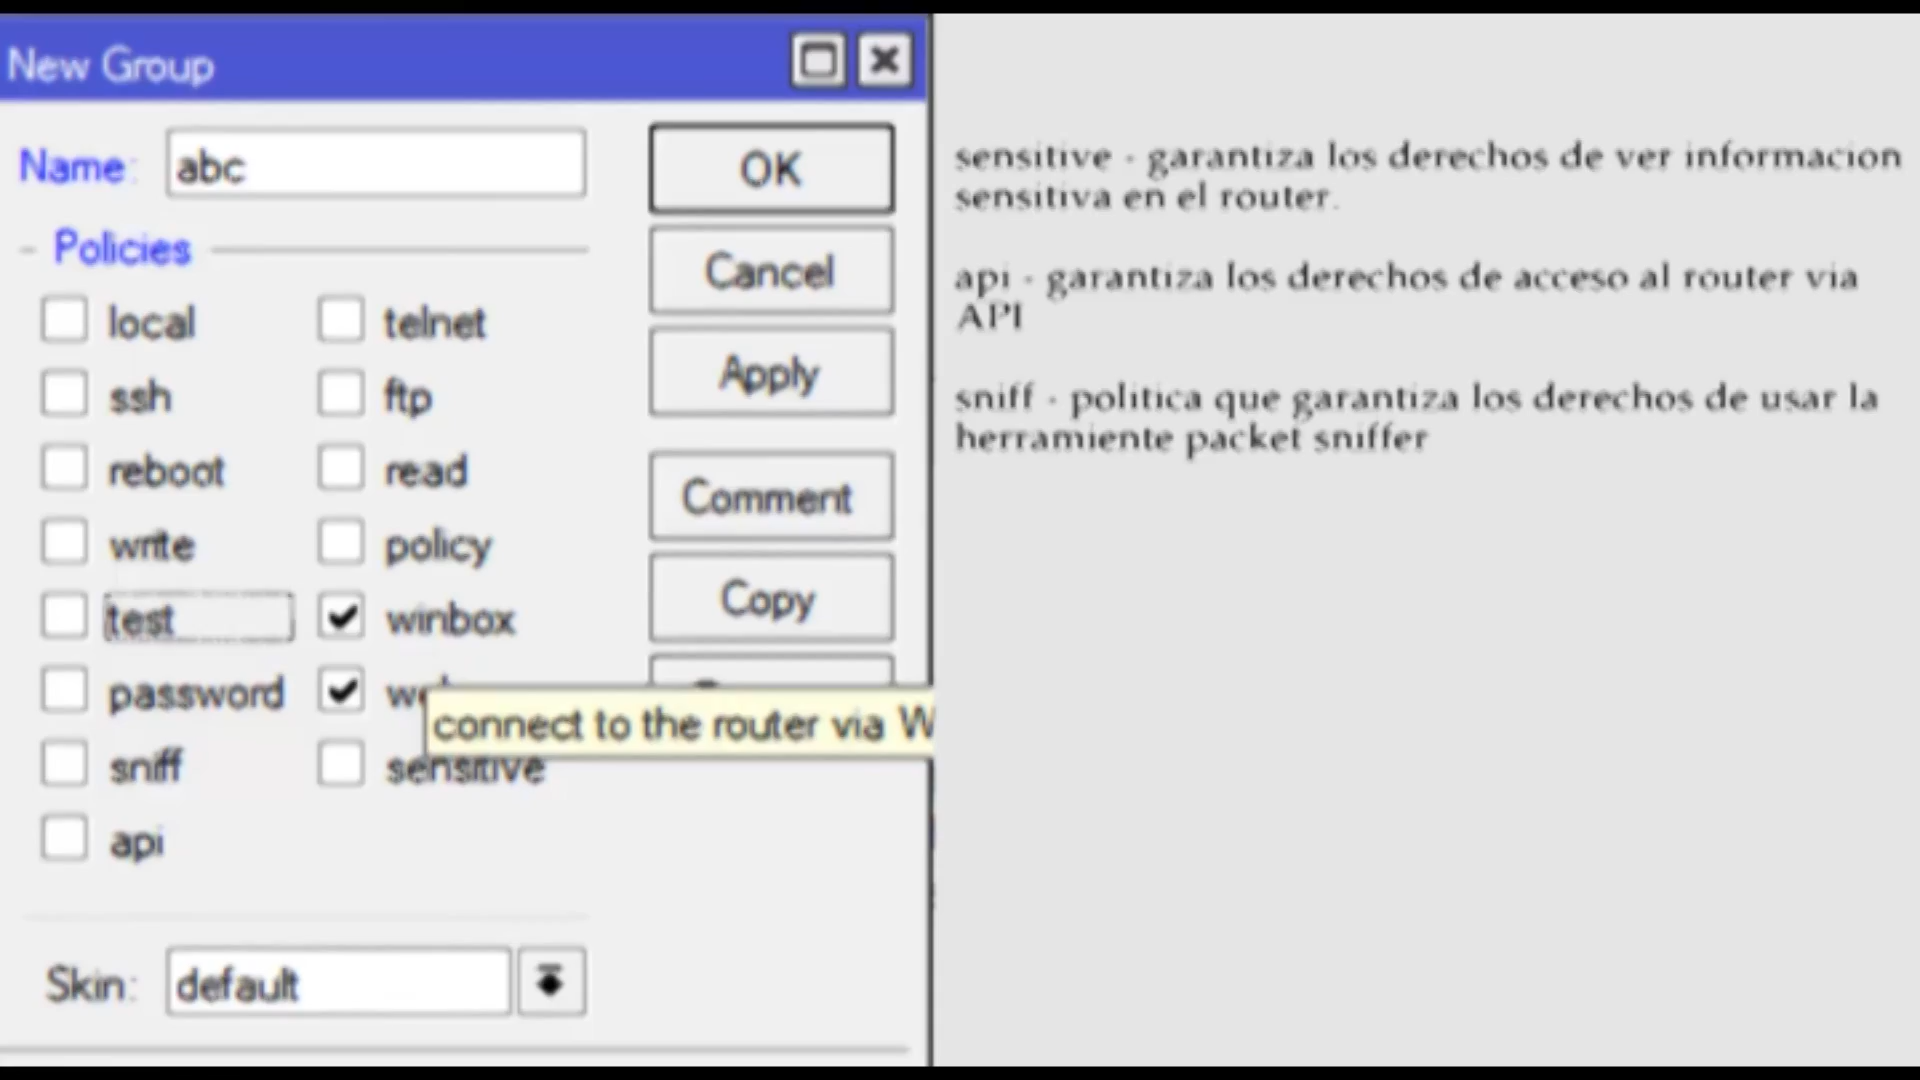 New Group
Name: abc
OK
Policies
Cancel
local telnet
Apply
ssh ftp
reboot read
Comment
write policy
test winbox
Copy
password
connect to the router via W
sniff sensitive
api
Skin: default
sensitive - garantiza los derechos de ver informacion
sensitiva en el router.
api - garantiza los derechos de acceso al router via
API
sniff - politica que garantiza los derechos de usar la
herramiente packet sniffer